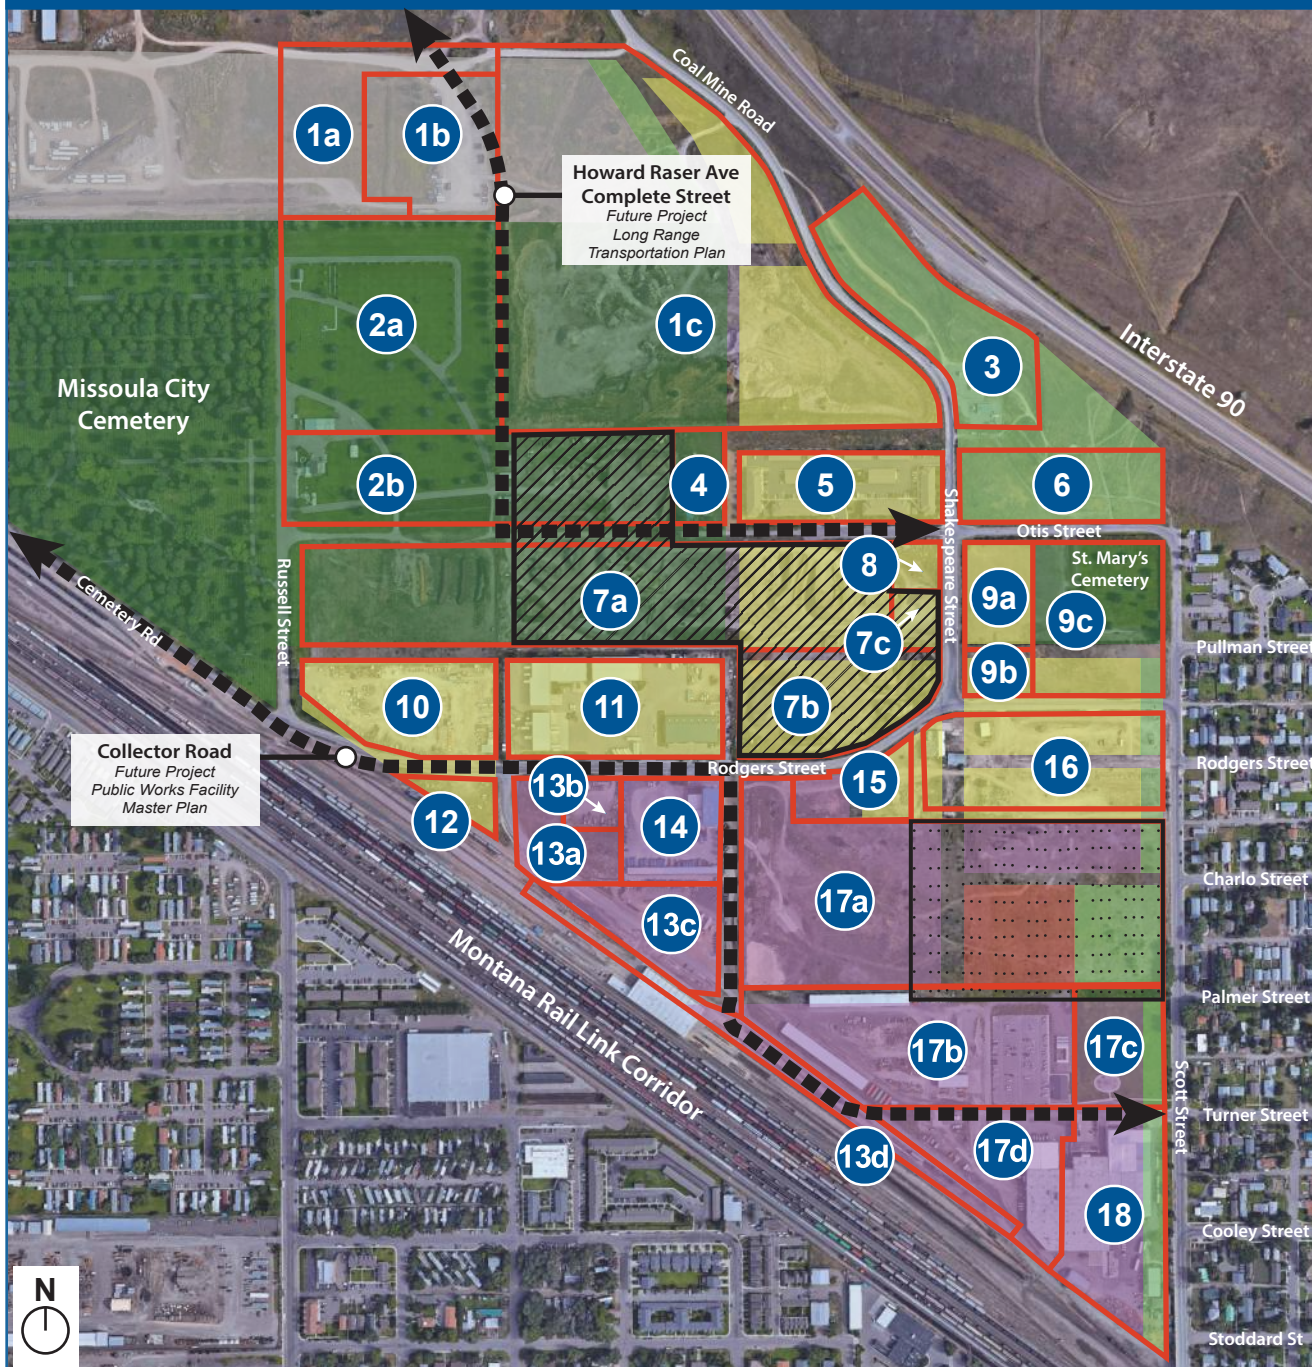 Coal Mine Road
1a
1b
Howard Raser Ave
Complete Street
Future Project
Long Range
Transportation Plan
2a
1c
3
Interstate 90
Missoula City
Cemetery
2b
4
5
6
Shakespeare Street
Otis Street
Russell Street
8
St. Mary's
Cemetery
7a
9a
9c
Cemetery Rd
7c
Pullman Street
9b
10
11
7b
Collector Road
Future Project
Public Works Facility
Master Plan
Rodgers Street
16
Rodgers Street
15
13b
12
14
13a
17a
Charlo Street
13c
Montana Rail Link Corridor
Palmer Street
17b
17c
Scott Street
Turner Street
13d
17d
18
Cooley Street
N
Stoddard St